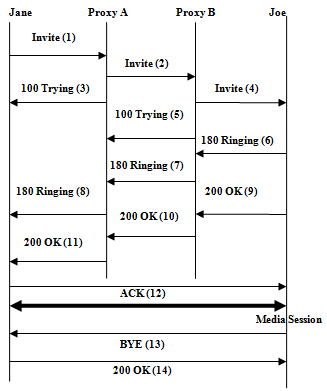 Jane Proxy A Proxy B Joe
Invite (1)
Invite (2)
100 Trying (3) Invite (4)
100 Trying (5)
180 Ringing (6)
180 Ringing (7)
180 Ringing (8) 200 OK (9)
200 OK (10)
200 OK (11)
ACK (12)
Media Session
BYE (13)
200 OK (14)